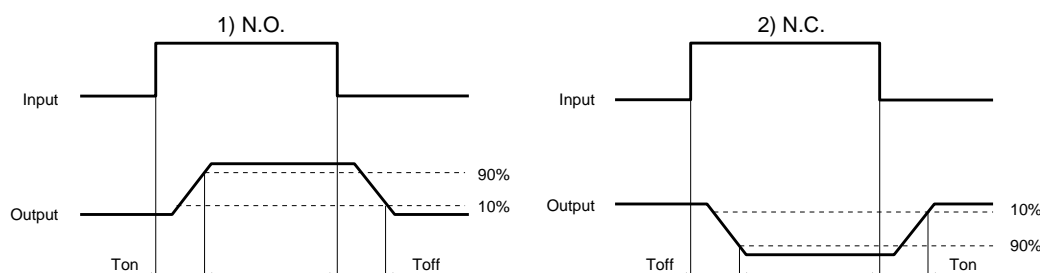 1) N.O.
Input
90%
10%
Output
Ton
Toff
2) N.C.
Input
Output
10%
90%
Toff
Ton